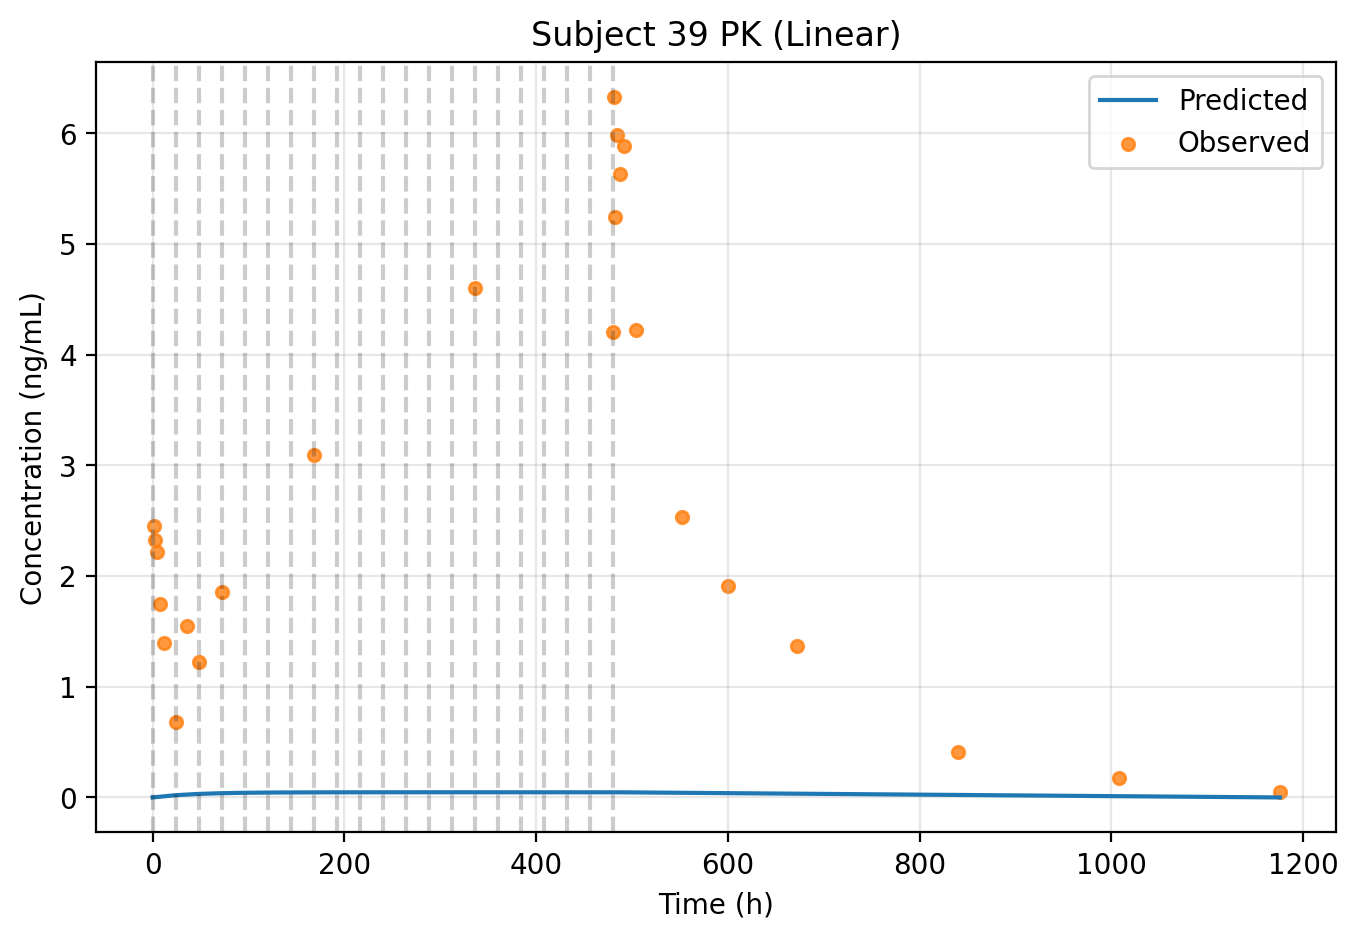 Subject 39 PK (Linear)
Predicted
Observed
Concentration (ng/mL)
6
5
4
3
2
1
0
0 200 400 600 800 1000 1200
Time (h)